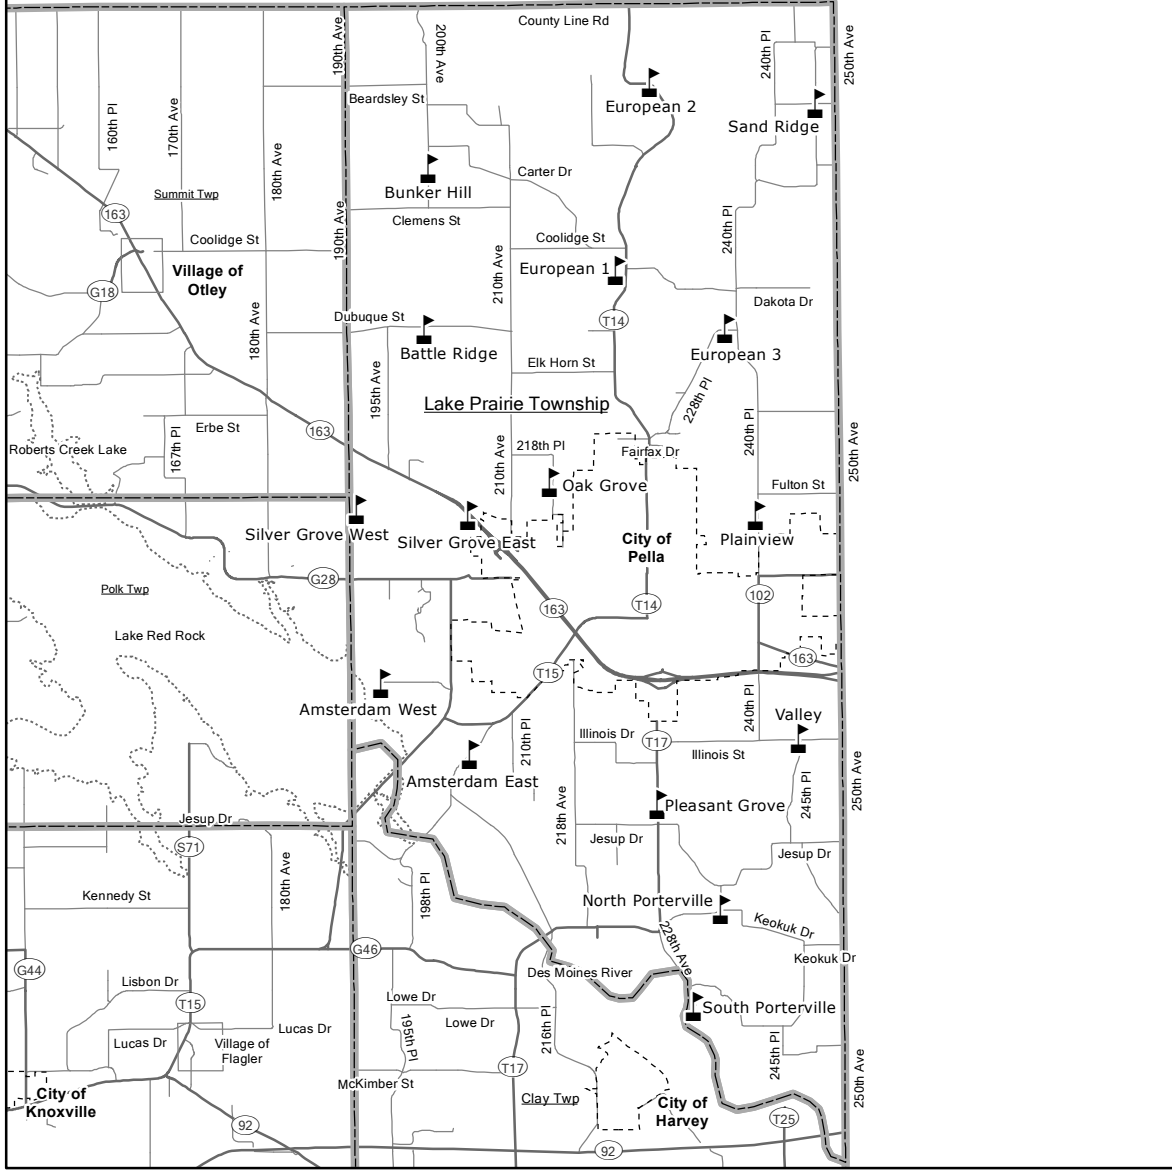 County Line Rd
190th Ave
200th Ave
240th Pl
250th Ave
Beardsley St
European 2
Sand Ridge
160th Pl
170th Ave
180th Ave
Carter Dr
Bunker Hill
Summit Twp
163
Clemens St
190th Ave
240th Pl
Coolidge St
Coolidge St
Village of
Otley
European 1
210th Ave
G18
Dakota Dr
Dubuque St
T14
180th Ave
Battle Ridge
European 3
Elk Horn St
195th Ave
228th Pl
Lake Prairie Township
163
Erbe St
167th Pl
Roberts Creek Lake
218th Pl
210th Ave
Fairfax Dr
240th Pl
250th Ave
Oak Grove
Fulton St
Silver Grove West
Silver Grove East
City of
Pella
Plainview
G28
Polk Twp
102
163
T14
Lake Red Rock
163
T15
Amsterdam West
240th Pl
Valley
Illinois Dr
T17
Illinois St
210th Pl
Amsterdam East
250th Ave
Pleasant Grove
245th Pl
218th Ave
Jesup Dr
Jesup Dr
Jesup Dr
S71
180th Ave
Kennedy St
198th Pl
North Porterville
Keokuk Dr
228th Ave
Keokuk Dr
G46
G44
Des Moines River
Lisbon Dr
T15
Lowe Dr
Lowe Dr
South Porterville
195th Pl
216th Pl
Lucas Dr
Lucas Dr
Village of
Flagler
245th Pl
T17
250th Ave
McKimber St
City of
Knoxville
Clay Twp
City of
Harvey
92
T25
92